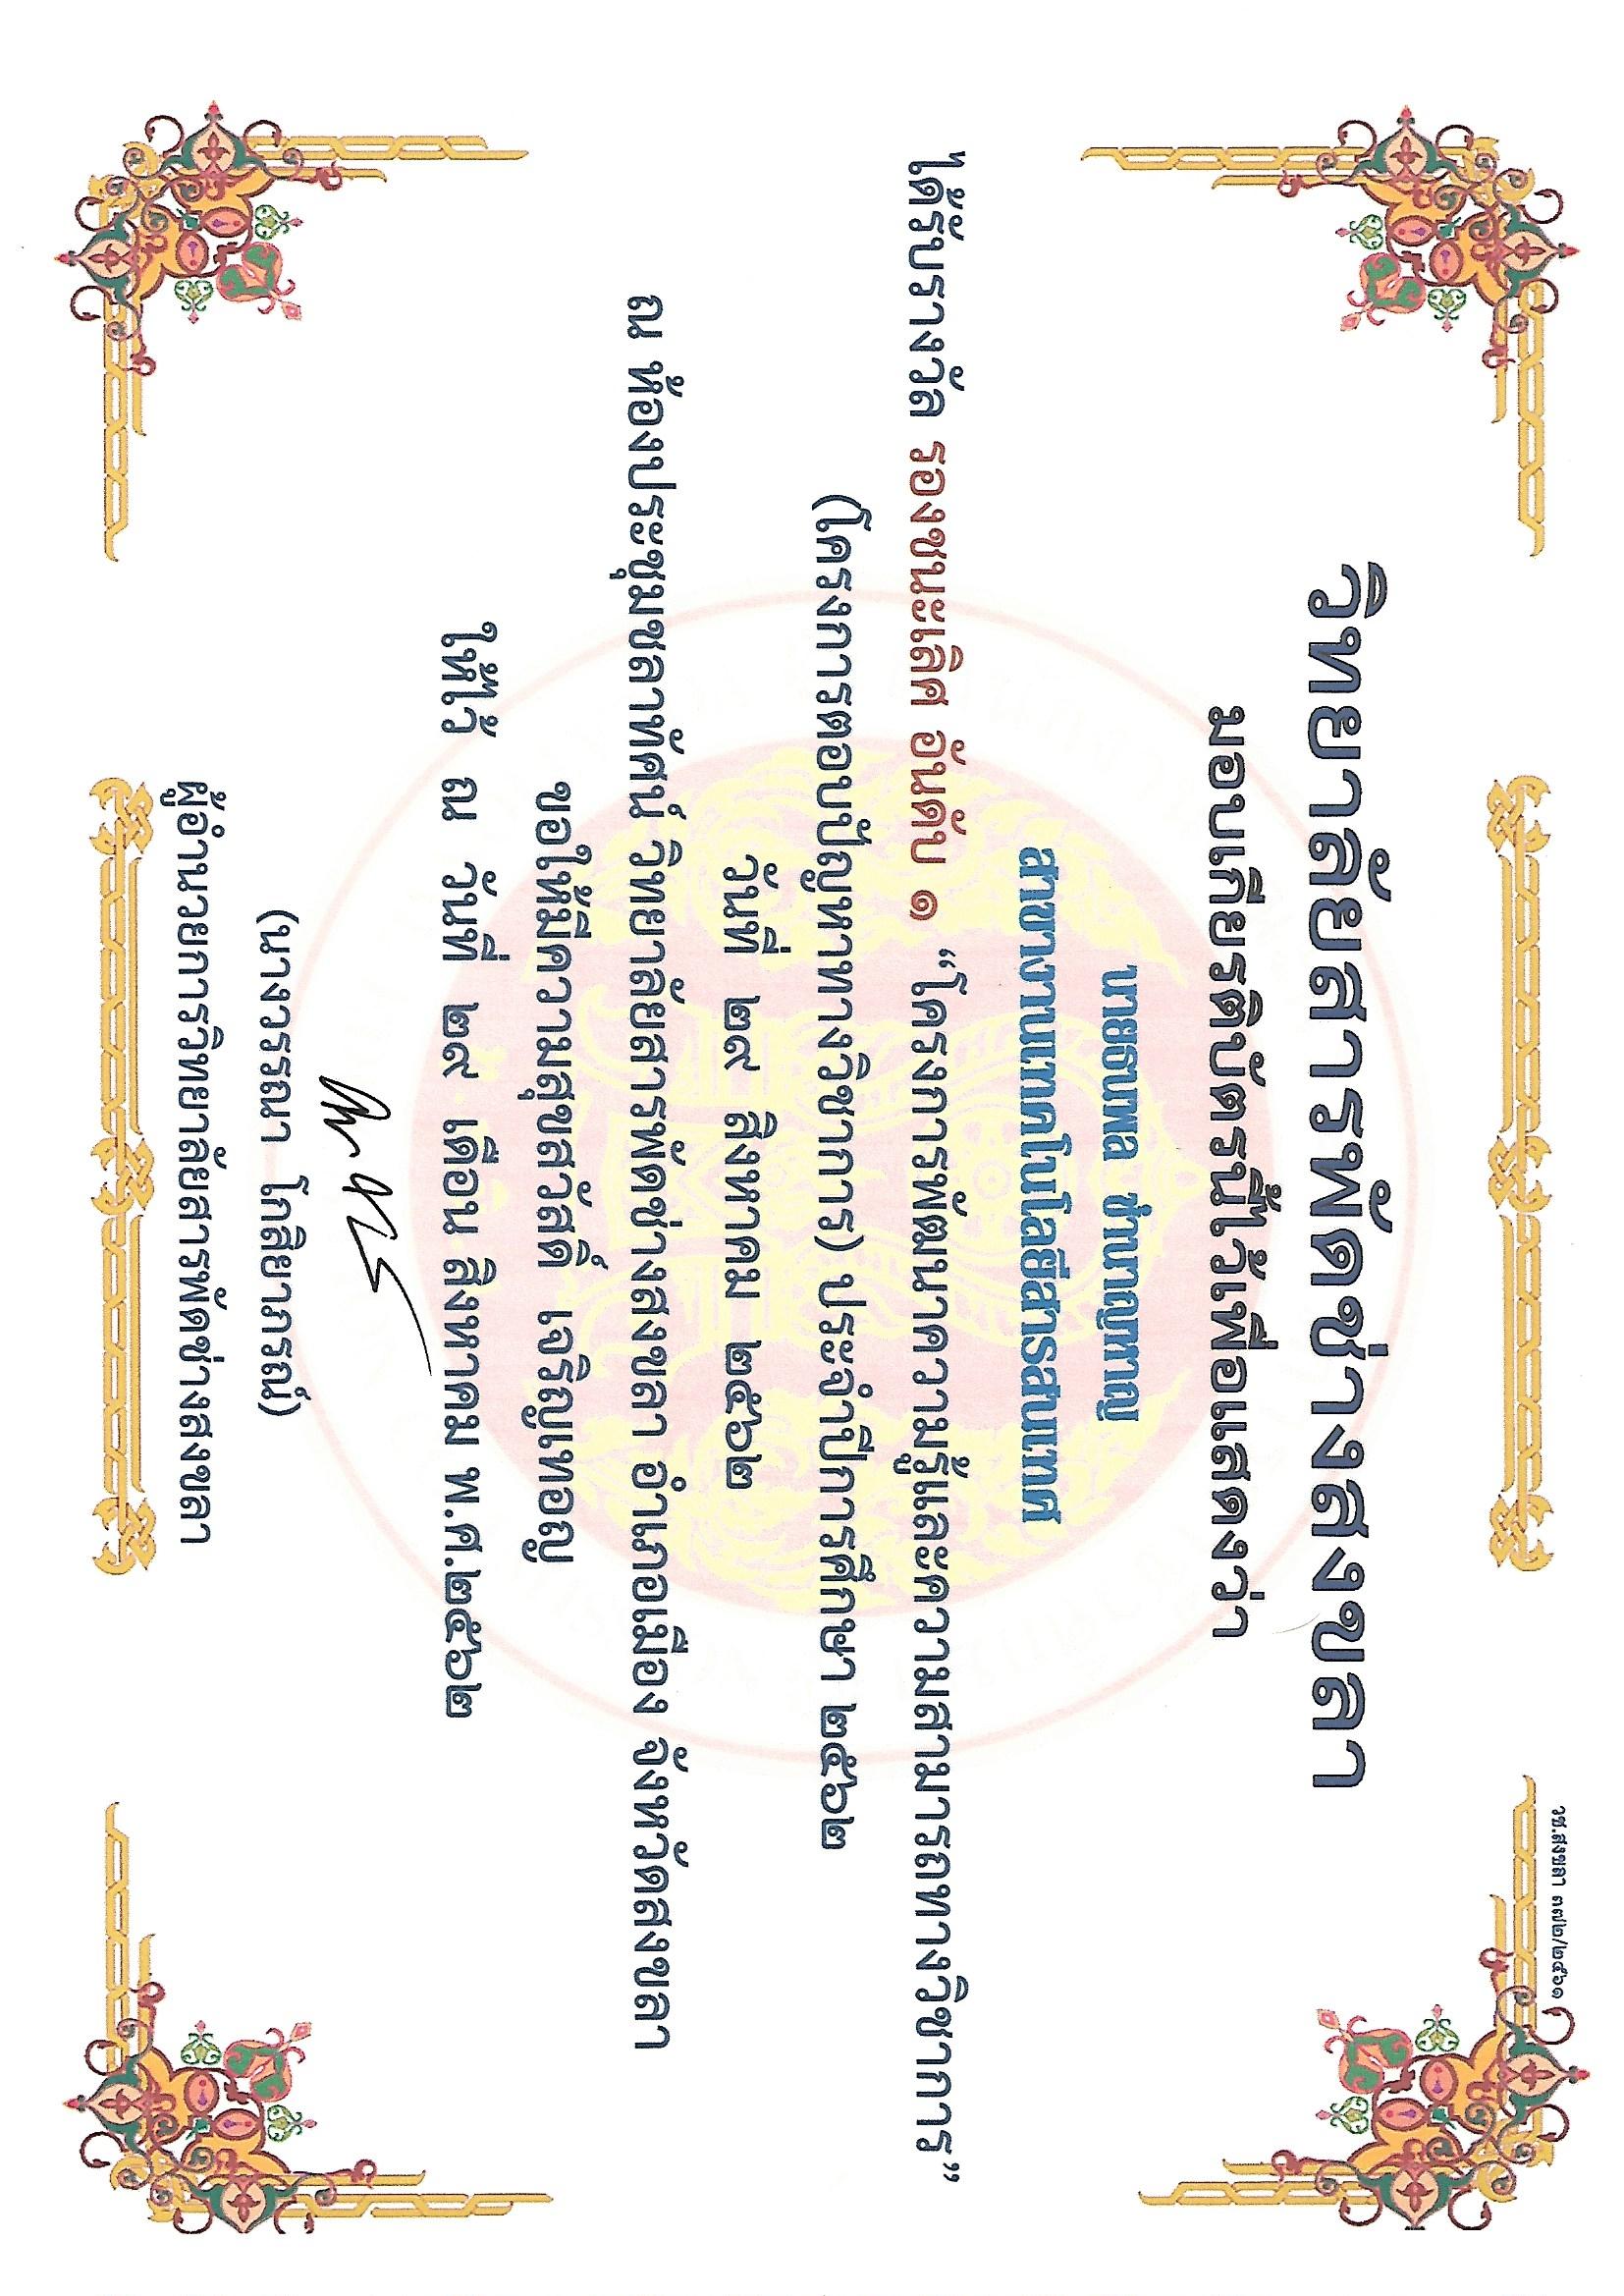 วช.สงขลา ๓๗๒/๒๕๖๑
วิทยาลัยสารพัดช่างสงขลา
มอบเกียรติบัตรนี้ไว้เพื่อแสดงว่า
นายธนพล ชำนาญหาญ
สาขางานเทคโนโลยีสารสนเทศ
ได้รับรางวัล รองชนะเลิศ อันดับ ๑ “โครงการพัฒนาความรู้และความสามารถทางวิชาการ”
(โครงการตอบปัญหาทางวิชาการ) ประจำปีการศึกษา ๒๕๖๒
วันที่ ๒๙ สิงหาคม ๒๕๖๒
ณ ห้องประชุมชลาทัศน์ วิทยาลัยสารพัดช่างสงขลา อำเภอเมือง จังหวัดสงขลา
ขอให้มีความสุขสวัสดิ์ เจริญเทอญ
ให้ไว้ ณ วันที่ ๒๙ เดือน สิงหาคม พ.ศ.๒๕๖๒
(นางวรรณา โกสิยาภรณ์)
ผู้อำนวยการวิทยาลัยสารพัดช่างสงขลา